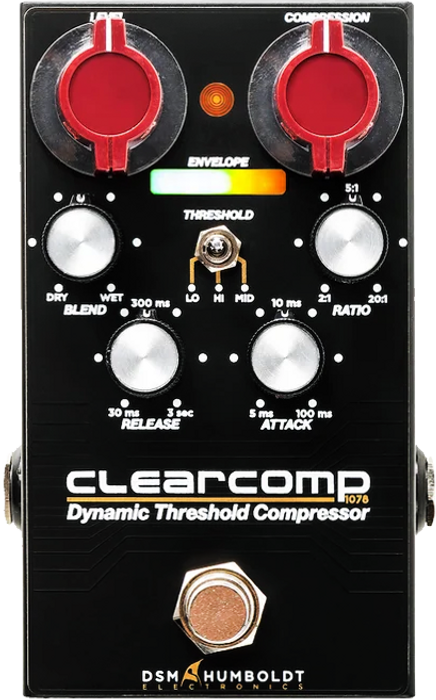 LEVEL COMPRESSION
ENVELOPE
THRESHOLD
5:1
LO HI MID
DRY WET
BLEND
2:1 20:1
RATIO
300 ms
10 ms
30 ms 3 sec
RELEASE
5 ms 100 ms
ATTACK
clearcomp
1078
Dynamic Threshold Compressor
DSM HUMBOLDT
ELECTRONICS